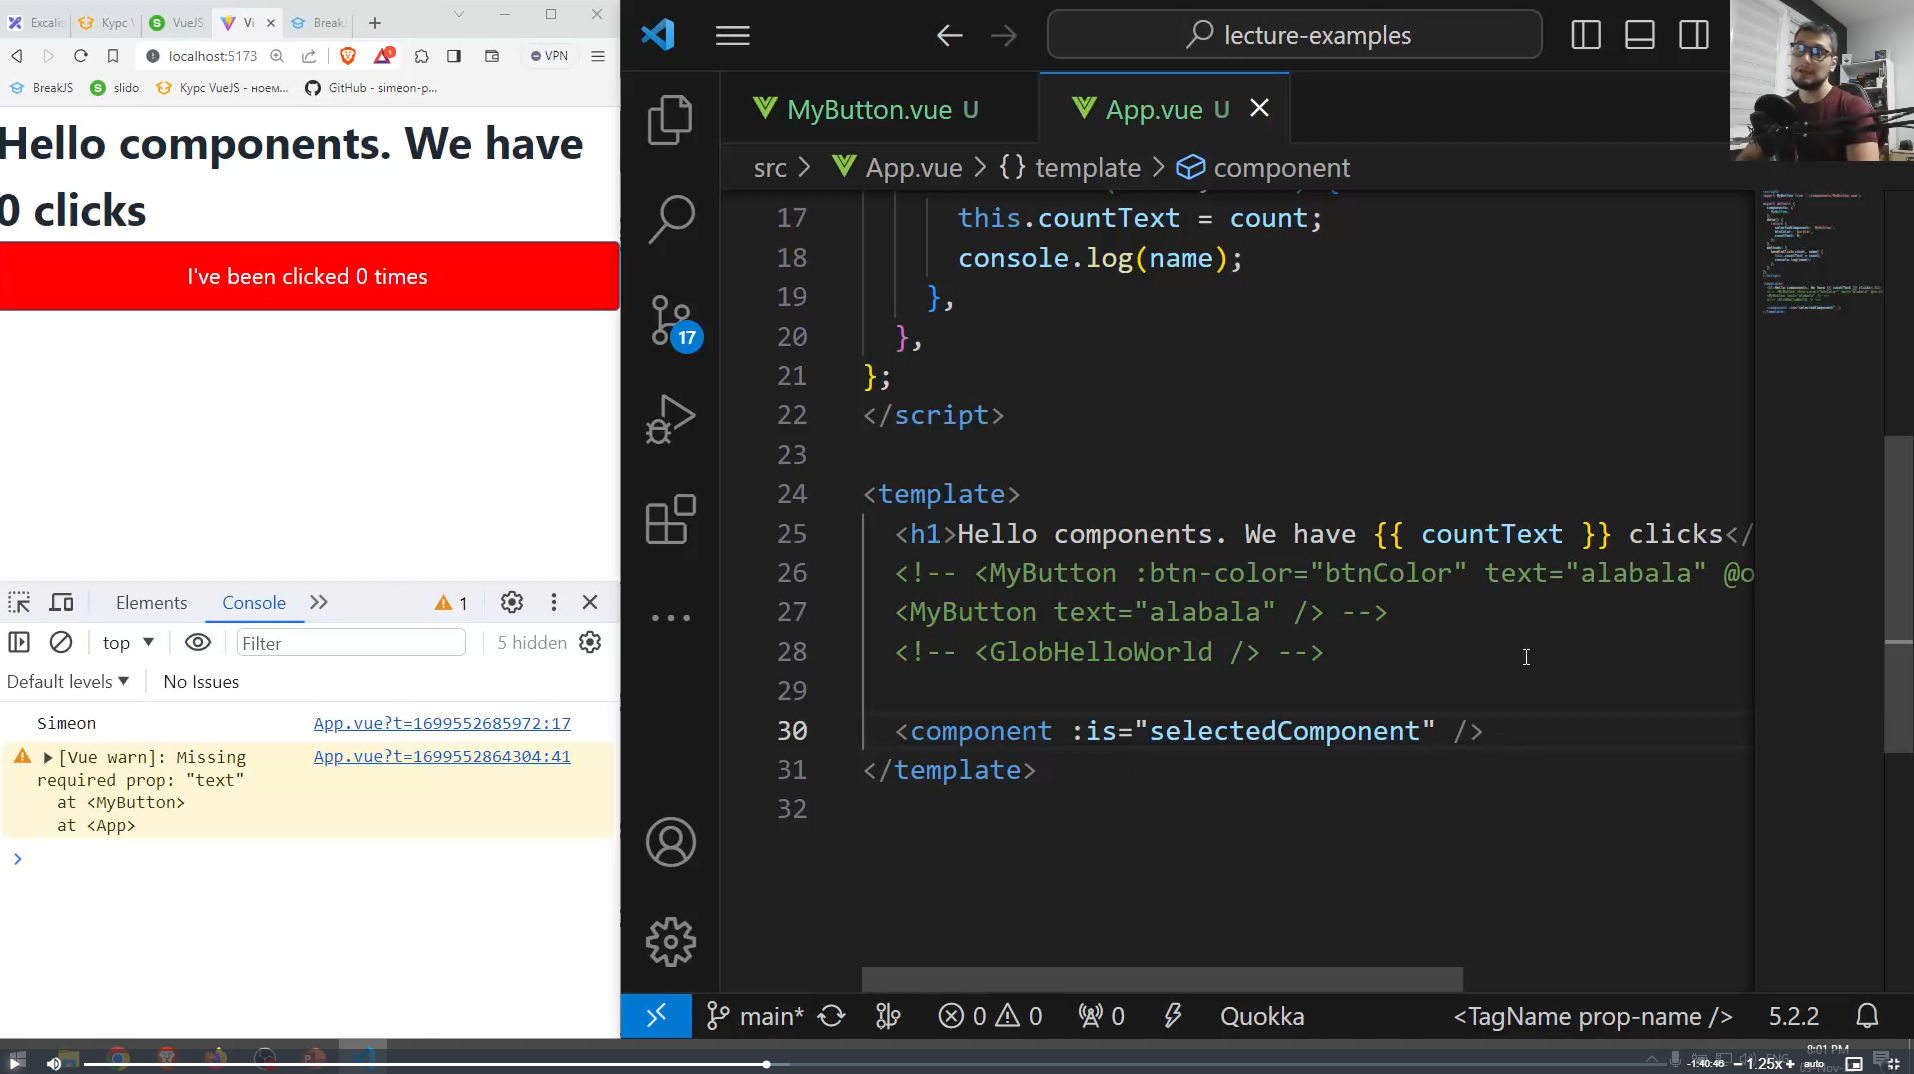 Excali
Курс V
VueJS
Vi
BreakJ
localhost:5173
VPN
BreakJS
slido
Курс VueJS - ноем...
GitHub - simeon-p...
Hello components. We have
0 clicks
I've been clicked 0 times
Elements
Console
1
top
Filter
5 hidden
Default levels
No Issues
Simeon
App.vue?t=1699552685972:17
[Vue warn]: Missing
App.vue?t=1699552864304:41
required prop: "text"
at <MyButton>
at <App>
lecture-examples
MyButton.vue U
App.vue U
src > App.vue > {} template > component
17 this.countText = count;
18 console.log(name);
19 },
20 },
21 };
22 </script>
23
24 <template>
25 <h1>Hello components. We have {{ countText }} clicks</
26 <!-- <MyButton :btn-color="btnColor" text="alabala" @o
27 <MyButton text="alabala" /> -->
28 <!-- <GlobHelloWorld /> -->
29
30 <component :is="selectedComponent" />
31 </template>
32
17
main*
0
0
0
Quokka
<TagName prop-name />
5.2.2
8:01 PM
-1:40:46
1.25x
auto